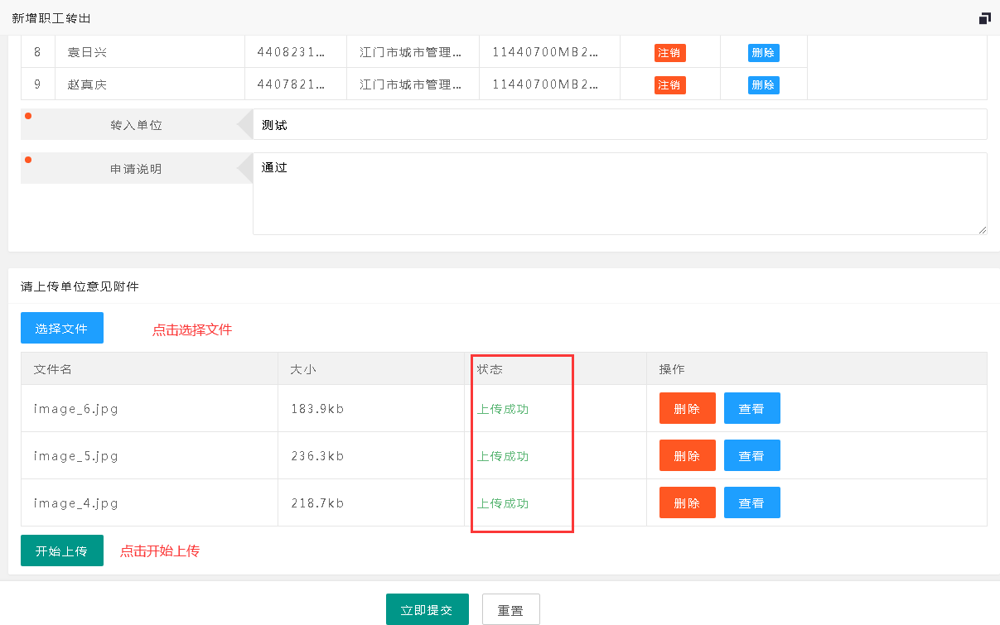 新增职工转出
8 袁日兴 4408231... 江门市城市管理... 11440700MB2... 注销 删除
9 赵真庆 4407821... 江门市城市管理... 11440700MB2... 注销 删除
转入单位 测试
申请说明 通过
请上传单位意见附件
选择文件 点击选择文件
文件名 大小 状态 操作
image_6.jpg 183.9kb 上传成功 删除 查看
image_5.jpg 236.3kb 上传成功 删除 查看
image_4.jpg 218.7kb 上传成功 删除 查看
开始上传 点击开始上传
立即提交 重置